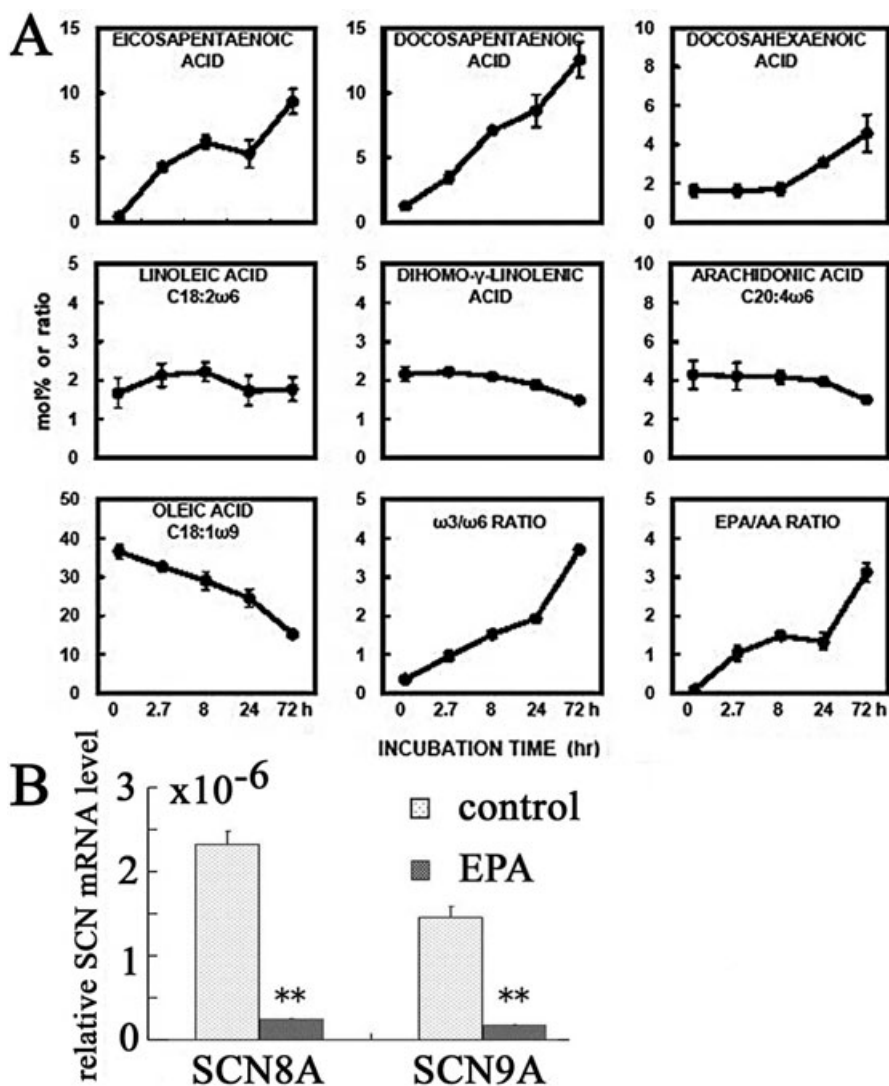 A
EICOSAPENTAENOIC
ACID
15
10
5
0
DOCOSAPENTAENOIC
ACID
15
10
5
0
DOCOSAHEXAENOIC
ACID
10
8
6
4
2
0
mol% or ratio
LINOLEIC ACID
C18:2ω6
5
4
3
2
1
0
DIHOMO-γ-LINOLENIC
ACID
5
4
3
2
1
0
ARACHIDONIC ACID
C20:4ω6
10
8
6
4
2
0
OLEIC ACID
C18:1ω9
50
40
30
20
10
0
0 2.7 8 24 72 h
ω3/ω6 RATIO
5
4
3
2
1
0
0 2.7 8 24 72 h
EPA/AA RATIO
5
4
3
2
1
0
0 2.7 8 24 72 h
INCUBATION TIME (hr)
B
relative SCN mRNA level
x10-6
3
2
1
0
control
EPA
**
**
SCN8A
SCN9A